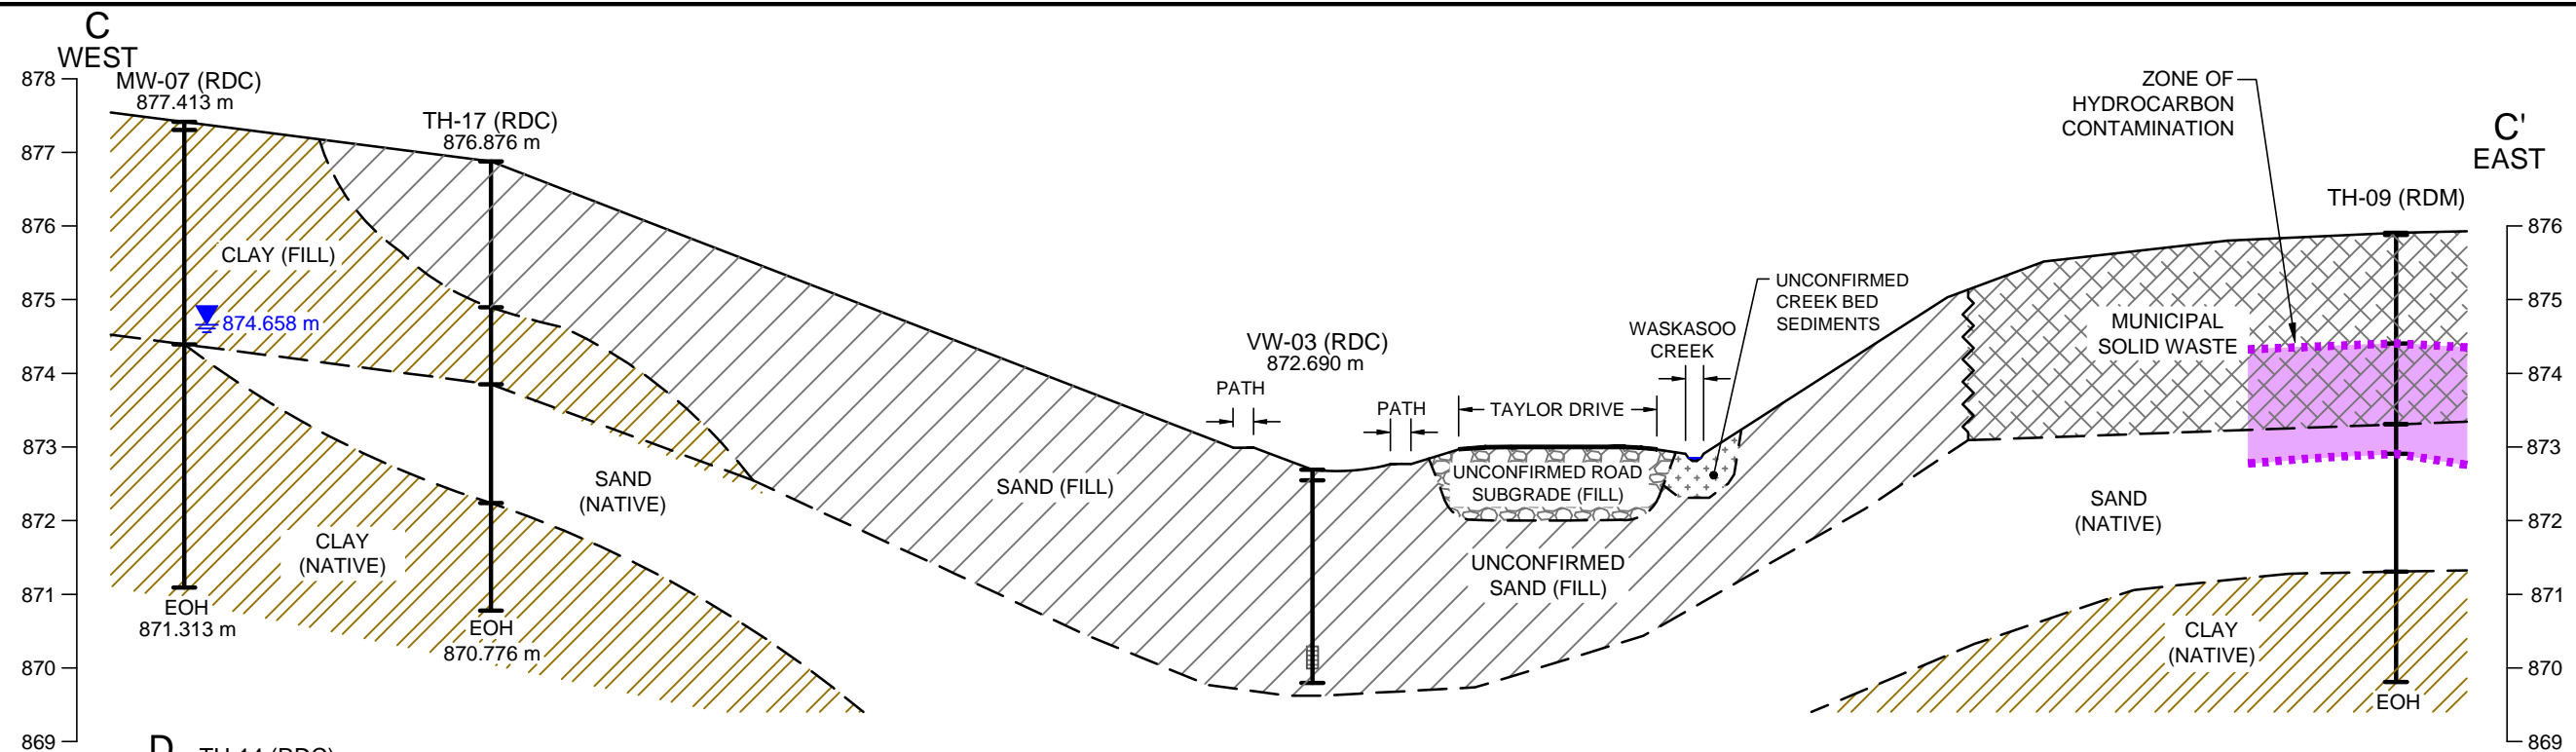 C
WEST
878
877
876
875
874
873
872
871
870
869
MW-07 (RDC)
877.413 m
TH-17 (RDC)
876.876 m
CLAY (FILL)
874.658 m
CLAY
(NATIVE)
EOH
871.313 m
EOH
870.776 m
SAND
(NATIVE)
SAND (FILL)
PATH
VW-03 (RDC)
872.690 m
PATH
TAYLOR DRIVE
UNCONFIRMED ROAD
SUBGRADE (FILL)
UNCONFIRMED
SAND (FILL)
WASKASOO
CREEK
UNCONFIRMED
CREEK BED
SEDIMENTS
ZONE OF
HYDROCARBON
CONTAMINATION
MUNICIPAL
SOLID WASTE
SAND
(NATIVE)
CLAY
(NATIVE)
TH-09 (RDM)
EOH
C'
EAST
876
875
874
873
872
871
870
869
D
TH-14 (RDC)